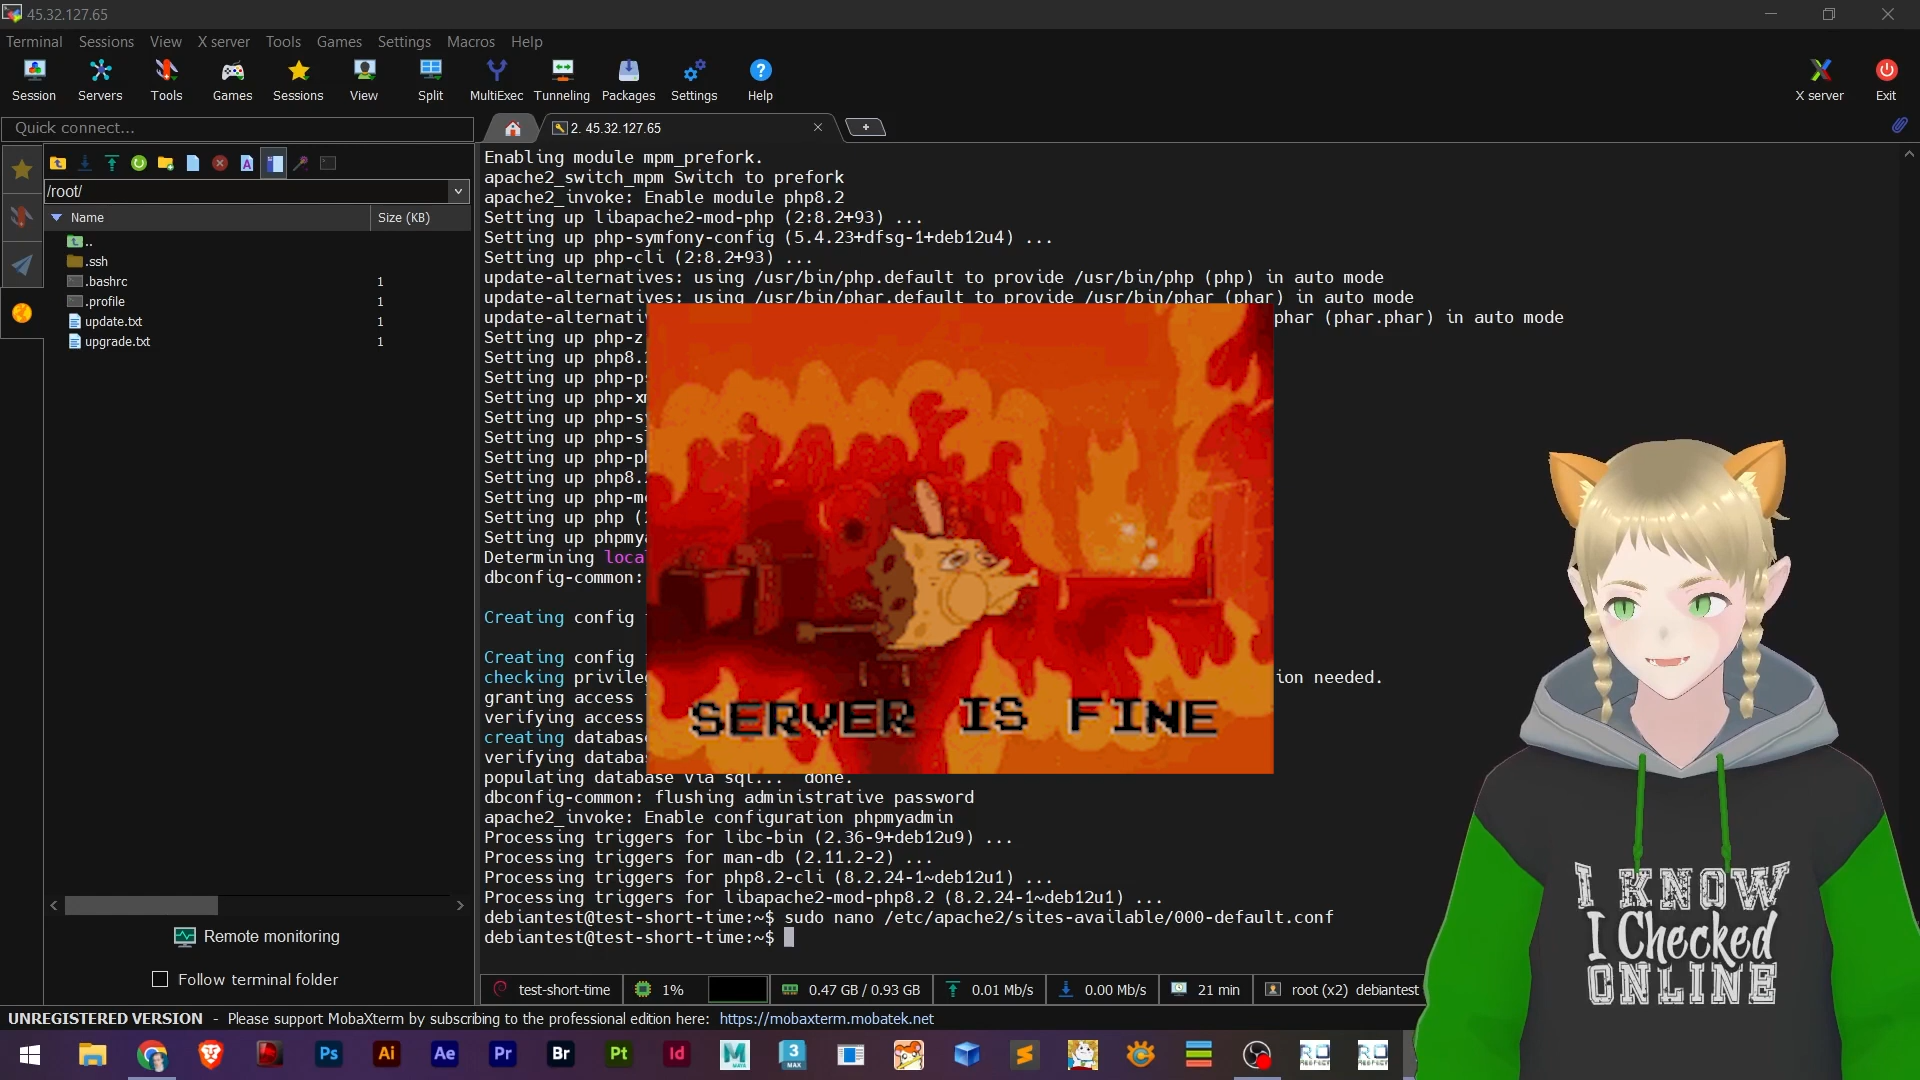 45.32.127.65
Terminal Sessions View X server Tools Games Settings Macros Help
Session Servers Tools Games Sessions View Split MultiExec Tunneling Packages Settings Help X server Exit
Quick connect...
2. 45.32.127.65
/root/
Name Size (KB)
..
.ssh
.bashrc 1
.profile 1
update.txt 1
upgrade.txt 1
Remote monitoring
Follow terminal folder
Enabling module mpm_prefork.
apache2_switch_mpm Switch to prefork
apache2_invoke: Enable module php8.2
Setting up libapache2-mod-php (2:8.2+93) ...
Setting up php-symfony-config (5.4.23+dfsg-1+deb12u4) ...
Setting up php-cli (2:8.2+93) ...
update-alternatives: using /usr/bin/php.default to provide /usr/bin/php (php) in auto mode
update-alternatives: using /usr/bin/phar.default to provide /usr/bin/phar (phar) in auto mode
update-alternativ phar (phar.phar) in auto mode
Setting up php-z
Setting up php8.2
Setting up php-ps
Setting up php-xm
Setting up php-sy
Setting up php-s
Setting up php-ph
Setting up php8.
Setting up php-m
Setting up php (
Setting up phpmy
Determining loca
dbconfig-common:
Creating config
Creating config
checking privile ion needed.
granting access
verifying access
creating databas
verifying databa
populating database via sql... done.
dbconfig-common: flushing administrative password
apache2_invoke: Enable configuration phpmyadmin
Processing triggers for libc-bin (2.36-9+deb12u9) ...
Processing triggers for man-db (2.11.2-2) ...
Processing triggers for php8.2-cli (8.2.24-1~deb12u1) ...
Processing triggers for libapache2-mod-php8.2 (8.2.24-1~deb12u1) ...
debiantest@test-short-time:~$ sudo nano /etc/apache2/sites-available/000-default.conf
debiantest@test-short-time:~$
SERVER IS FINE
I KNOW
I Checked
ONLINE
test-short-time 1% 0.47 GB / 0.93 GB 0.01 Mb/s 0.00 Mb/s 21 min root (x2) debiantest
UNREGISTERED VERSION - Please support MobaXterm by subscribing to the professional edition here: https://mobaxterm.mobatek.net
Ps Ai Ae Pr Br Pt Id